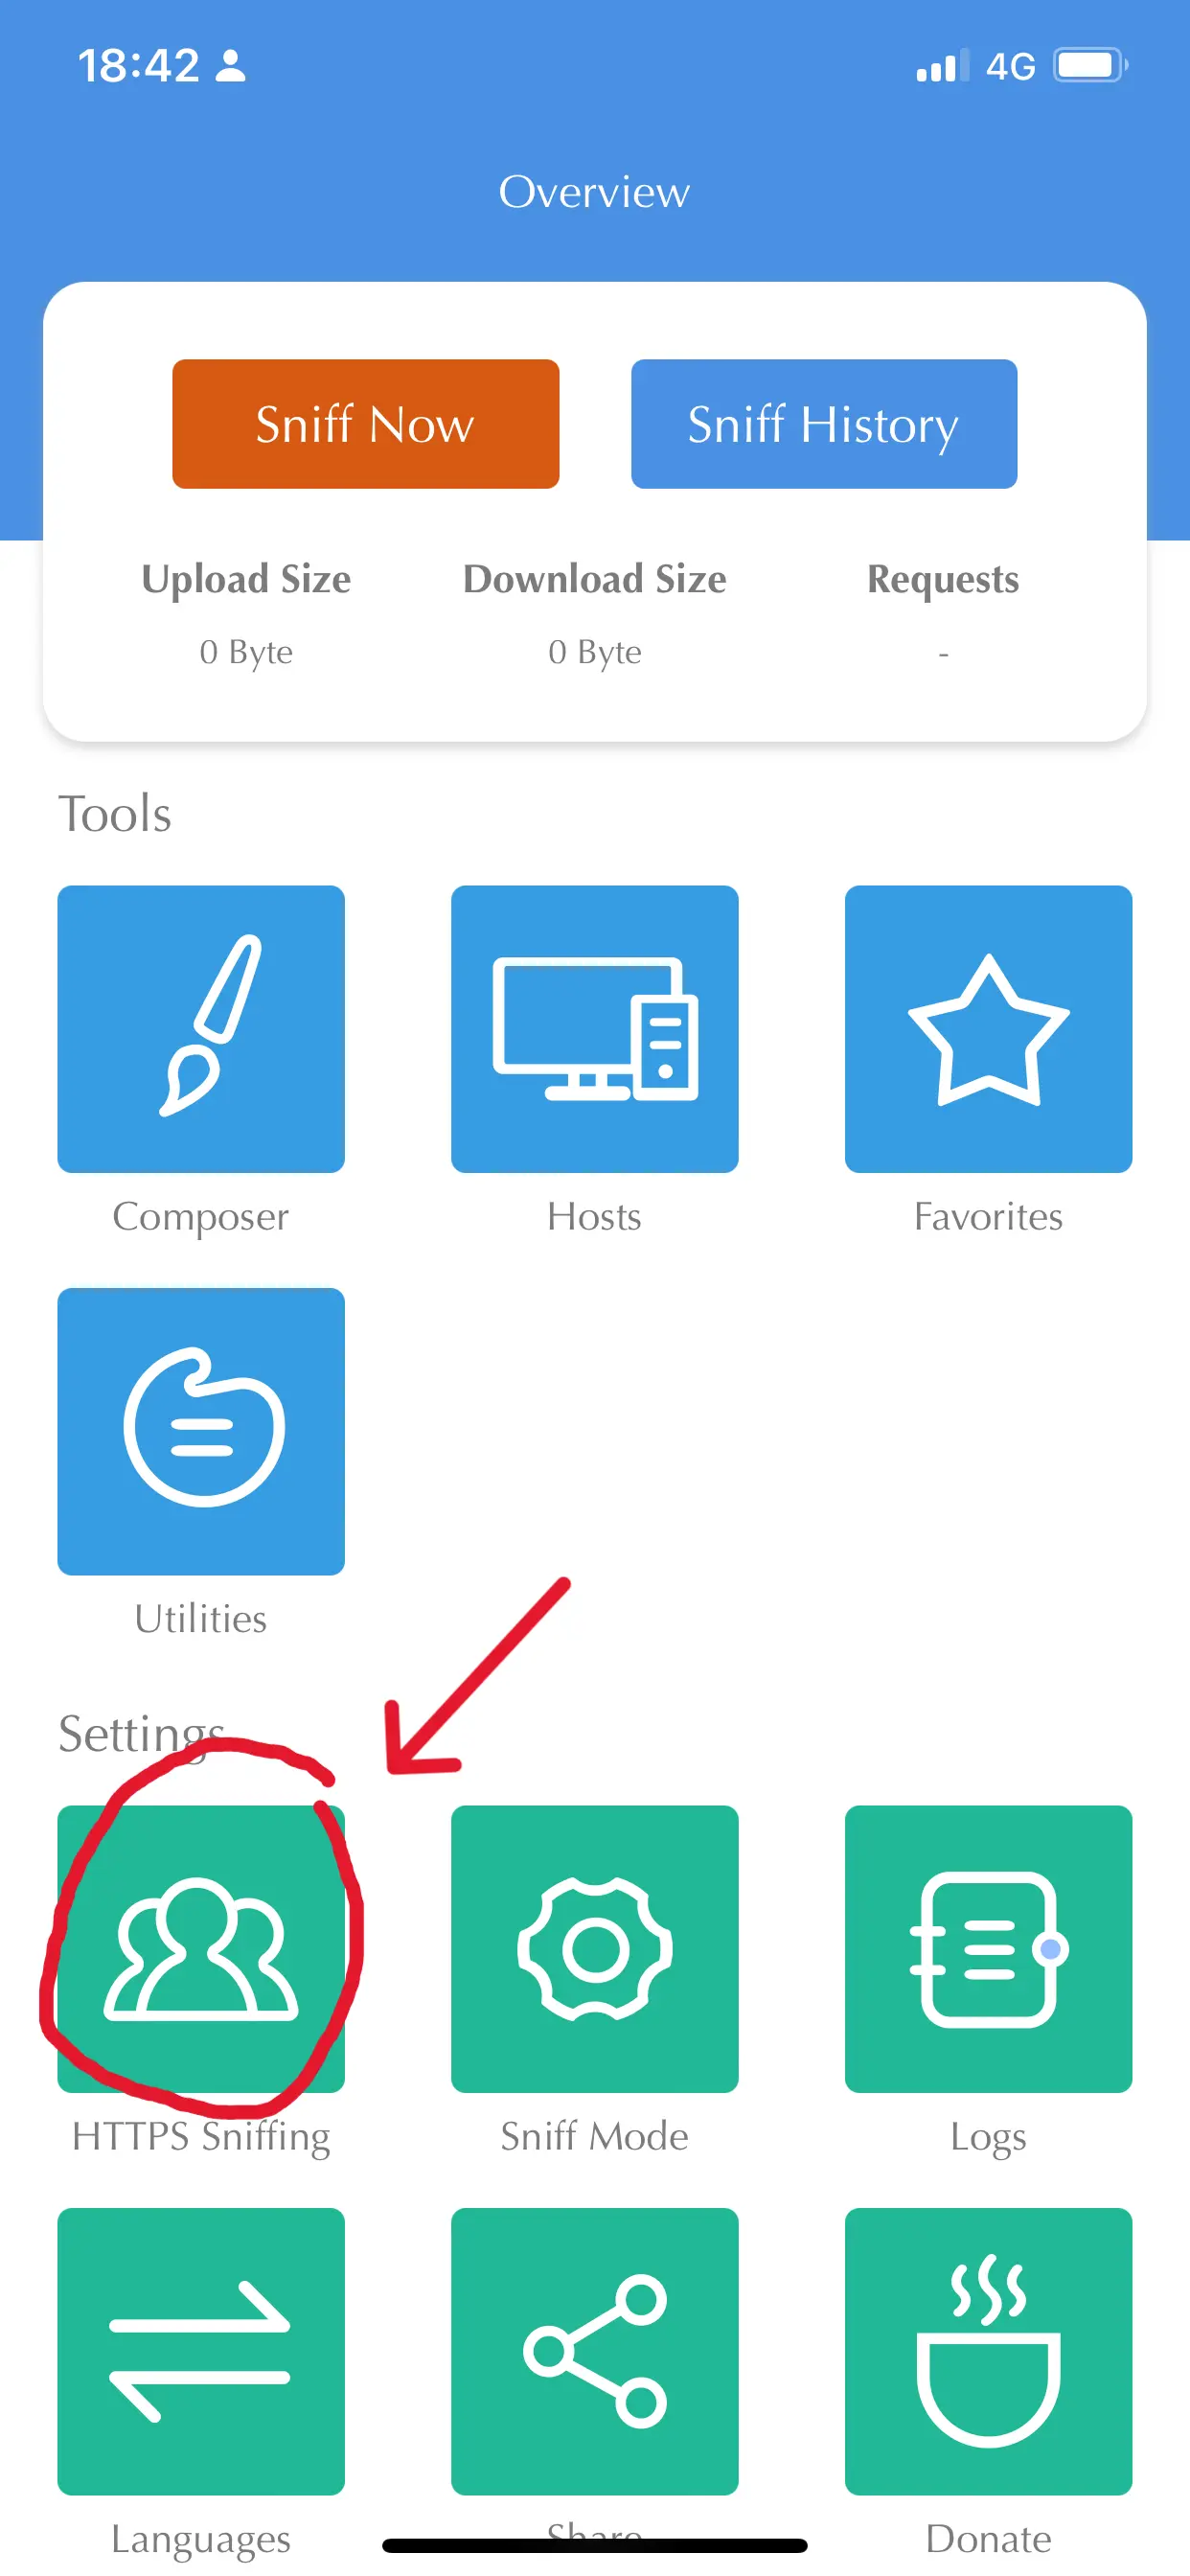 18:42
4G
Overview
Sniff Now
Sniff History
Upload Size
Download Size
Requests
0 Byte
0 Byte
-
Tools
Composer
Hosts
Favorites
Utilities
Settings
HTTPS Sniffing
Sniff Mode
Logs
Languages
Share
Donate